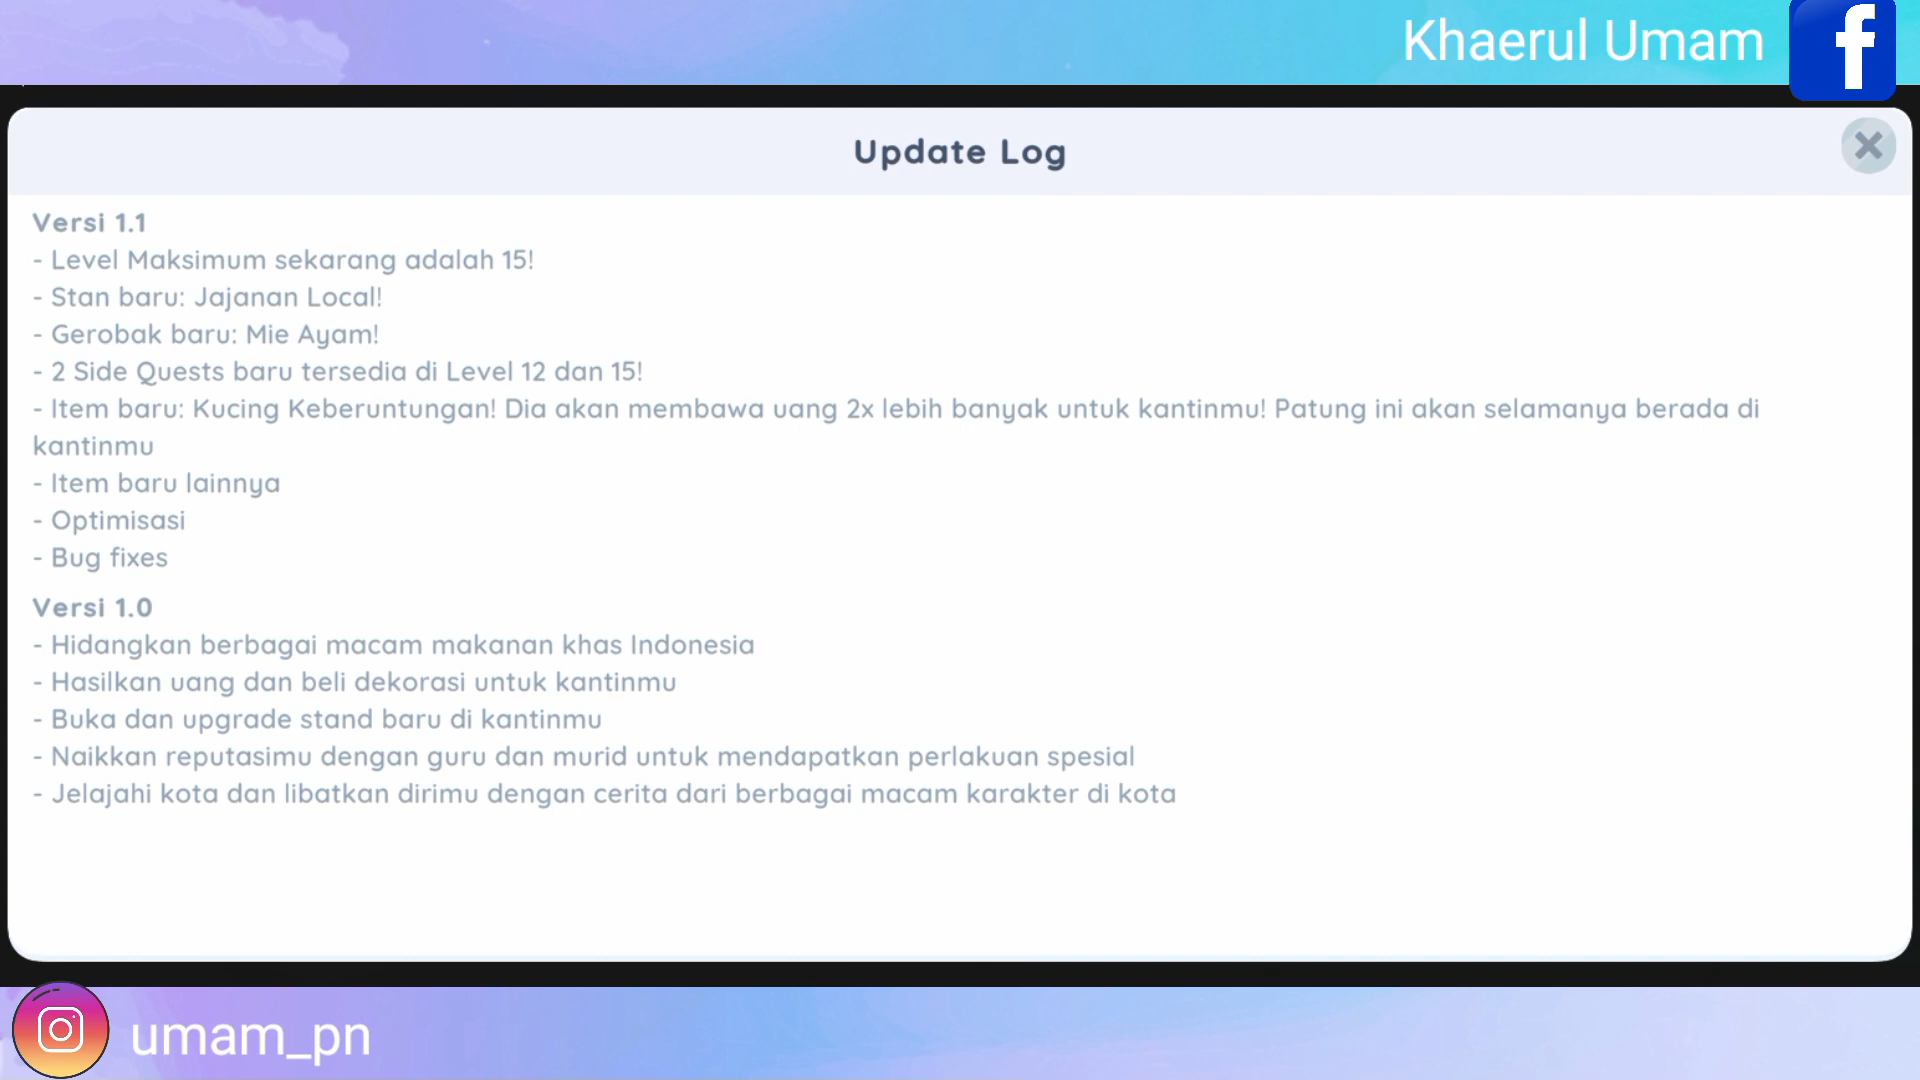 Khaerul Umam
Update Log
Versi 1.1
- Level Maksimum sekarang adalah 15!
- Stan baru: Jajanan Local!
- Gerobak baru: Mie Ayam!
- 2 Side Quests baru tersedia di Level 12 dan 15!
- Item baru: Kucing Keberuntungan! Dia akan membawa uang 2x lebih banyak untuk kantinmu! Patung ini akan selamanya berada di
kantinmu
- Item baru lainnya
- Optimisasi
- Bug fixes
Versi 1.0
- Hidangkan berbagai macam makanan khas Indonesia
- Hasilkan uang dan beli dekorasi untuk kantinmu
- Buka dan upgrade stand baru di kantinmu
- Naikkan reputasimu dengan guru dan murid untuk mendapatkan perlakuan spesial
- Jelajahi kota dan libatkan dirimu dengan cerita dari berbagai macam karakter di kota
umam_pn